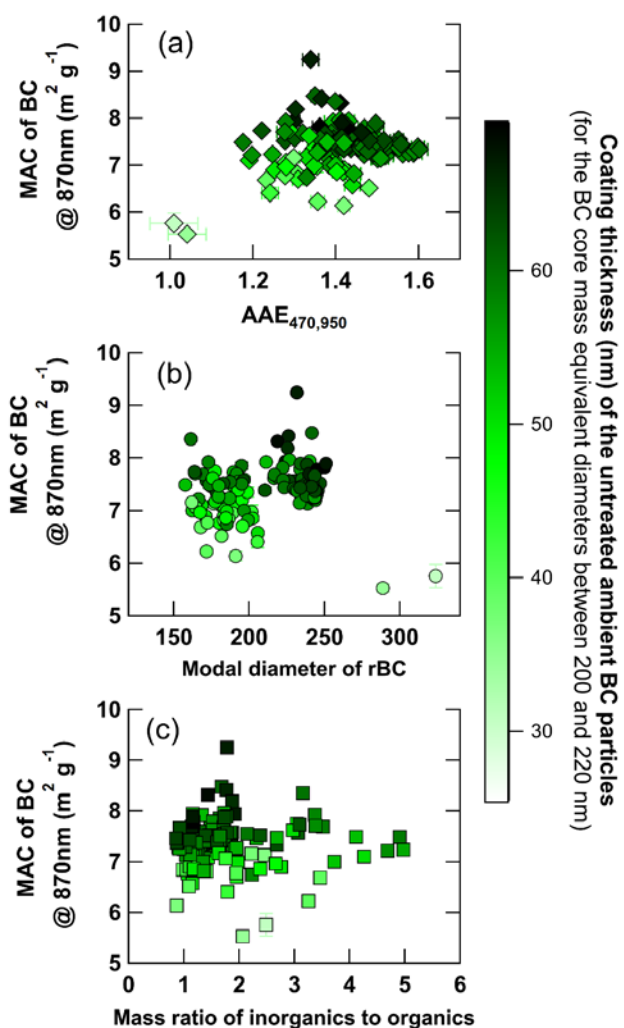 (a)
10
9
8
7
6
5
MAC of BC
@ 870nm (m² g⁻¹)
1.0 1.2 1.4 1.6
AAE470,950
(b)
10
9
8
7
6
5
MAC of BC
@ 870nm (m² g⁻¹)
150 200 250 300
Modal diameter of rBC
(c)
10
9
8
7
6
5
MAC of BC
@ 870nm (m² g⁻¹)
0 1 2 3 4 5 6
Mass ratio of inorganics to organics
60
50
40
30
Coating thickness (nm) of the untreated ambient BC particles
(for the BC core mass equivalent diameters between 200 and 220 nm)